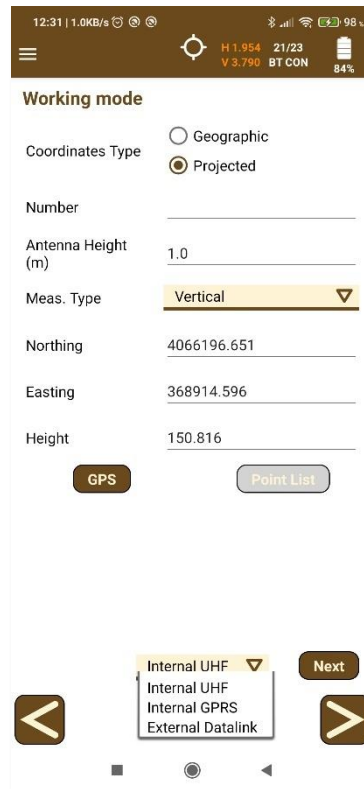 12:31 | 1.0KB/s
98
H 1.954 21/23
V 3.790 BT CON
84%
Working mode
Coordinates Type
Geographic
Projected
Number
Antenna Height
(m)
1.0
Meas. Type
Vertical
Northing
4066196.651
Easting
368914.596
Height
150.816
GPS
Point List
Internal UHF
Next
Internal UHF
Internal GPRS
External Datalink